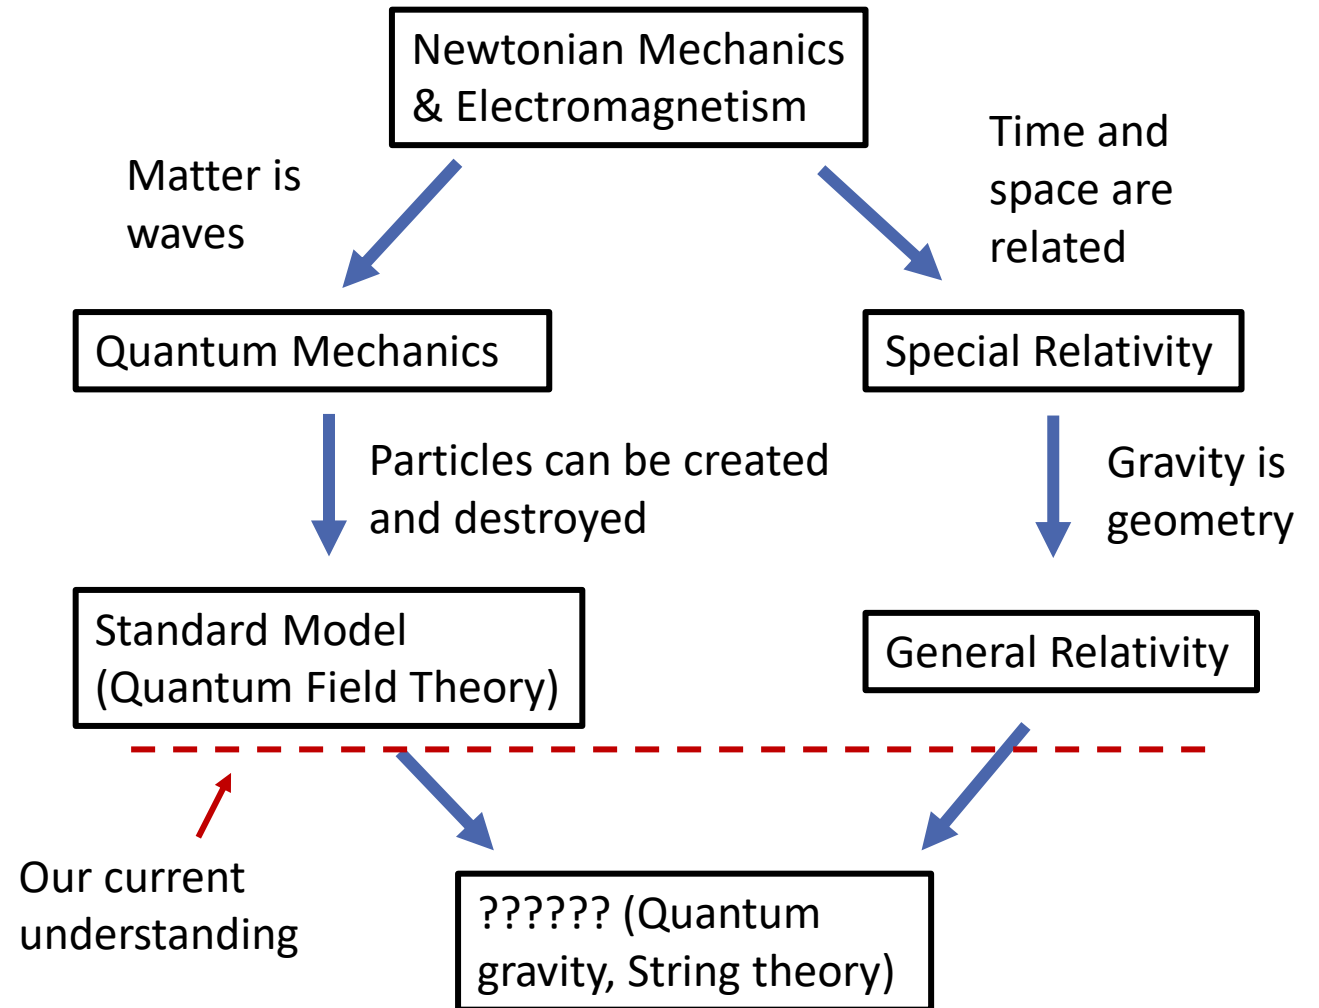 Newtonian Mechanics
& Electromagnetism
Matter is
waves
Time and
space are
related
Quantum Mechanics
Special Relativity
Particles can be created
and destroyed
Gravity is
geometry
Standard Model
(Quantum Field Theory)
General Relativity
Our current
understanding
?????? (Quantum
gravity, String theory)